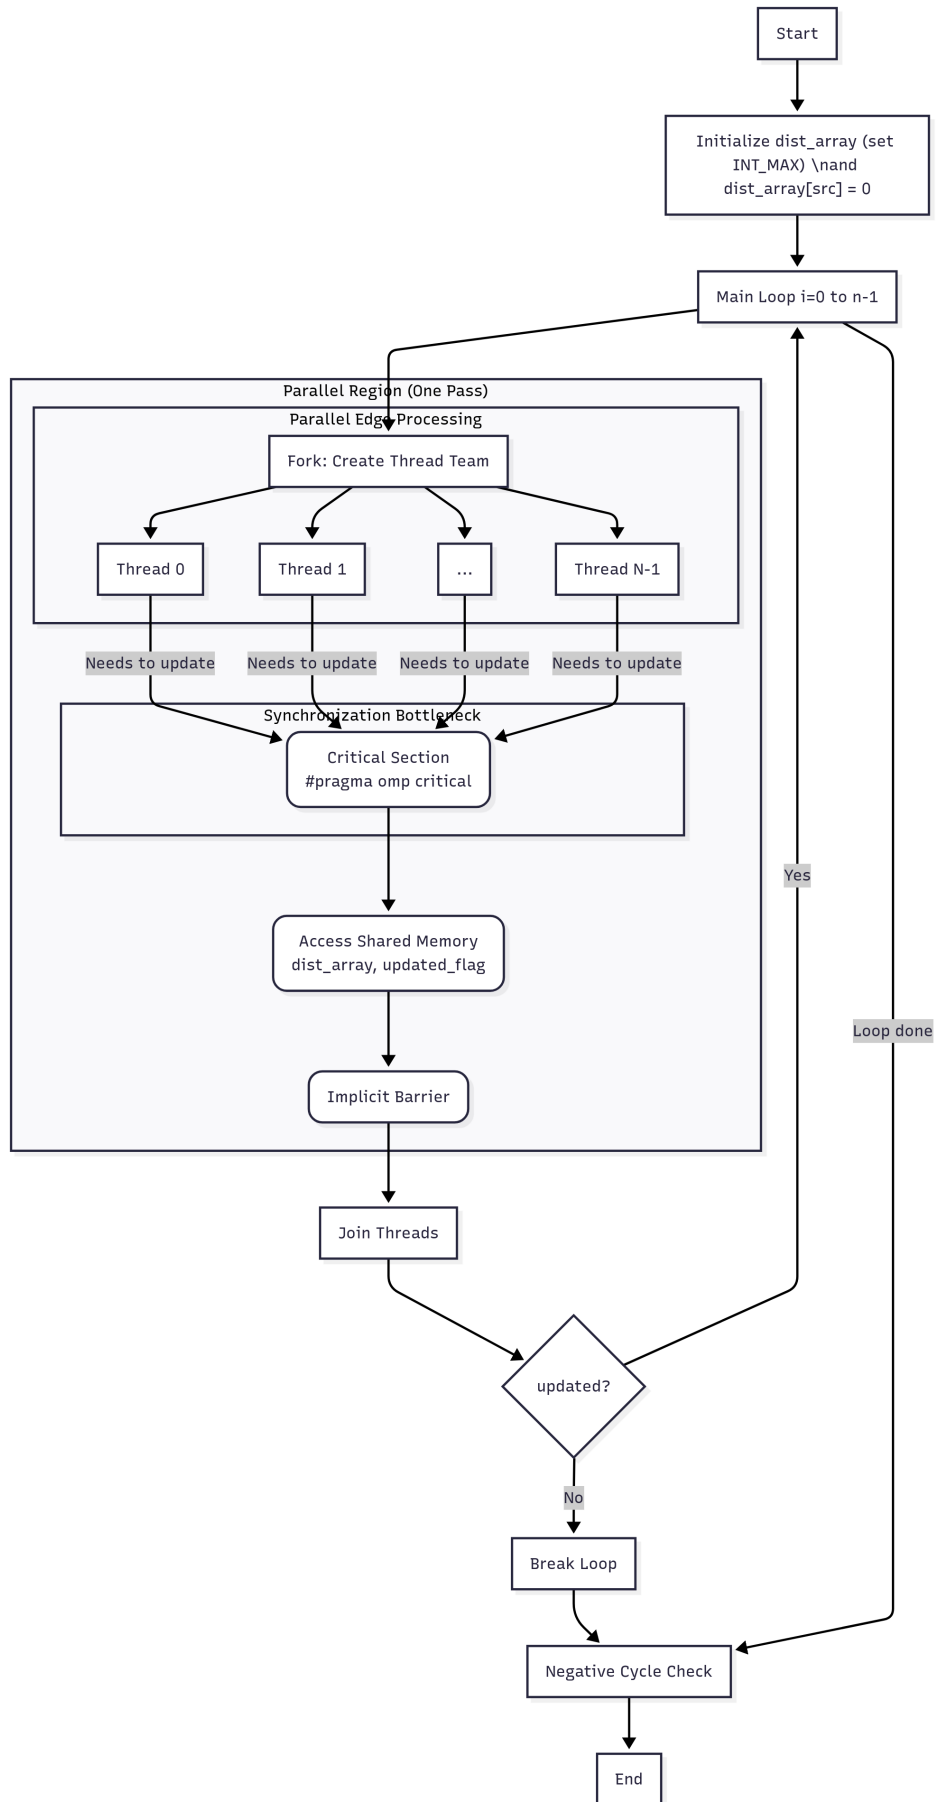 Start
Initialize dist_array (set
INT_MAX) \nand
dist_array[src] = 0
Main Loop i=0 to n-1
Parallel Region (One Pass)
Parallel Edge Processing
Fork: Create Thread Team
Thread 0
Thread 1
...
Thread N-1
Needs to update
Needs to update
Needs to update
Needs to update
Synchronization Bottleneck
Critical Section
#pragma omp critical
Yes
Access Shared Memory
dist_array, updated_flag
Loop done
Implicit Barrier
Join Threads
updated?
No
Break Loop
Negative Cycle Check
End